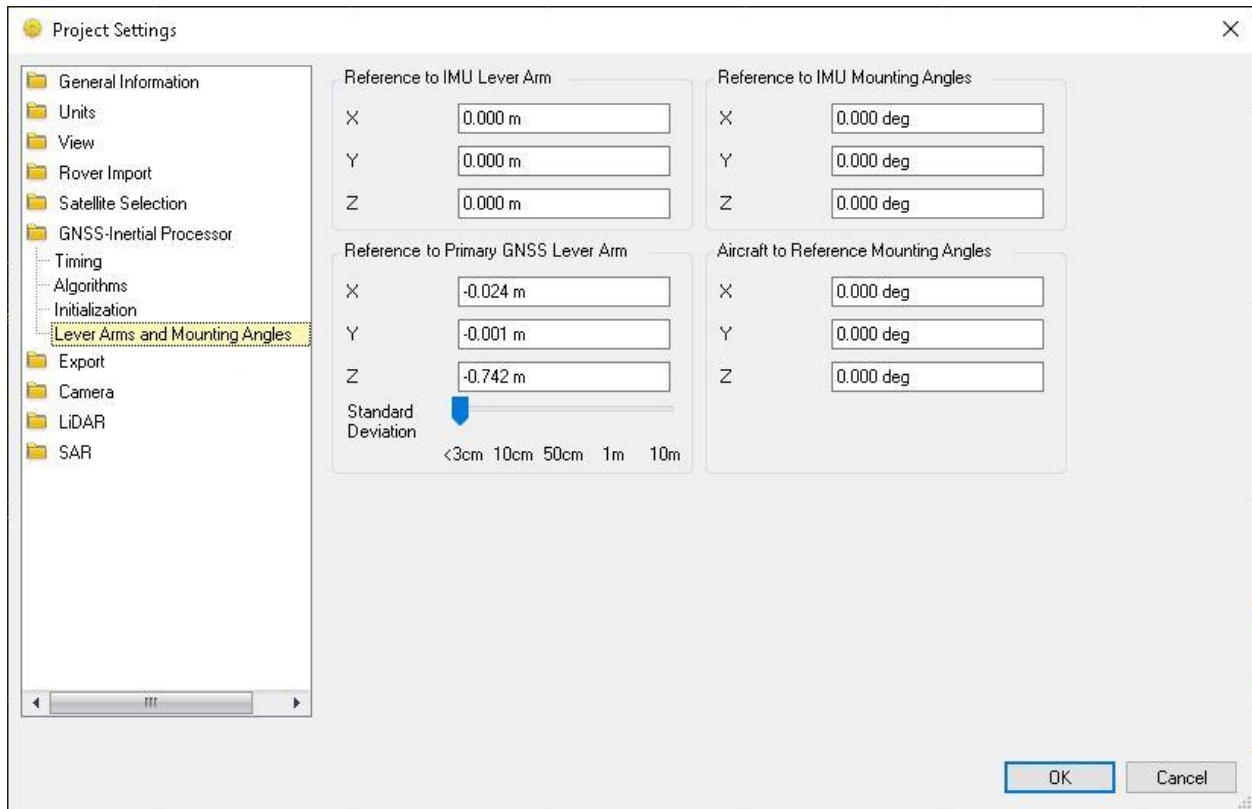 Project Settings
General Information
Units
View
Rover Import
Satellite Selection
GNSS-Inertial Processor
Timing
Algorithms
Initialization
Lever Arms and Mounting Angles
Export
Camera
LiDAR
SAR
Reference to IMU Lever Arm
X 0.000 m
Y 0.000 m
Z 0.000 m
Reference to IMU Mounting Angles
X 0.000 deg
Y 0.000 deg
Z 0.000 deg
Reference to Primary GNSS Lever Arm
X -0.024 m
Y -0.001 m
Z -0.742 m
Standard
Deviation
<3cm 10cm 50cm 1m 10m
Aircraft to Reference Mounting Angles
X 0.000 deg
Y 0.000 deg
Z 0.000 deg
OK Cancel